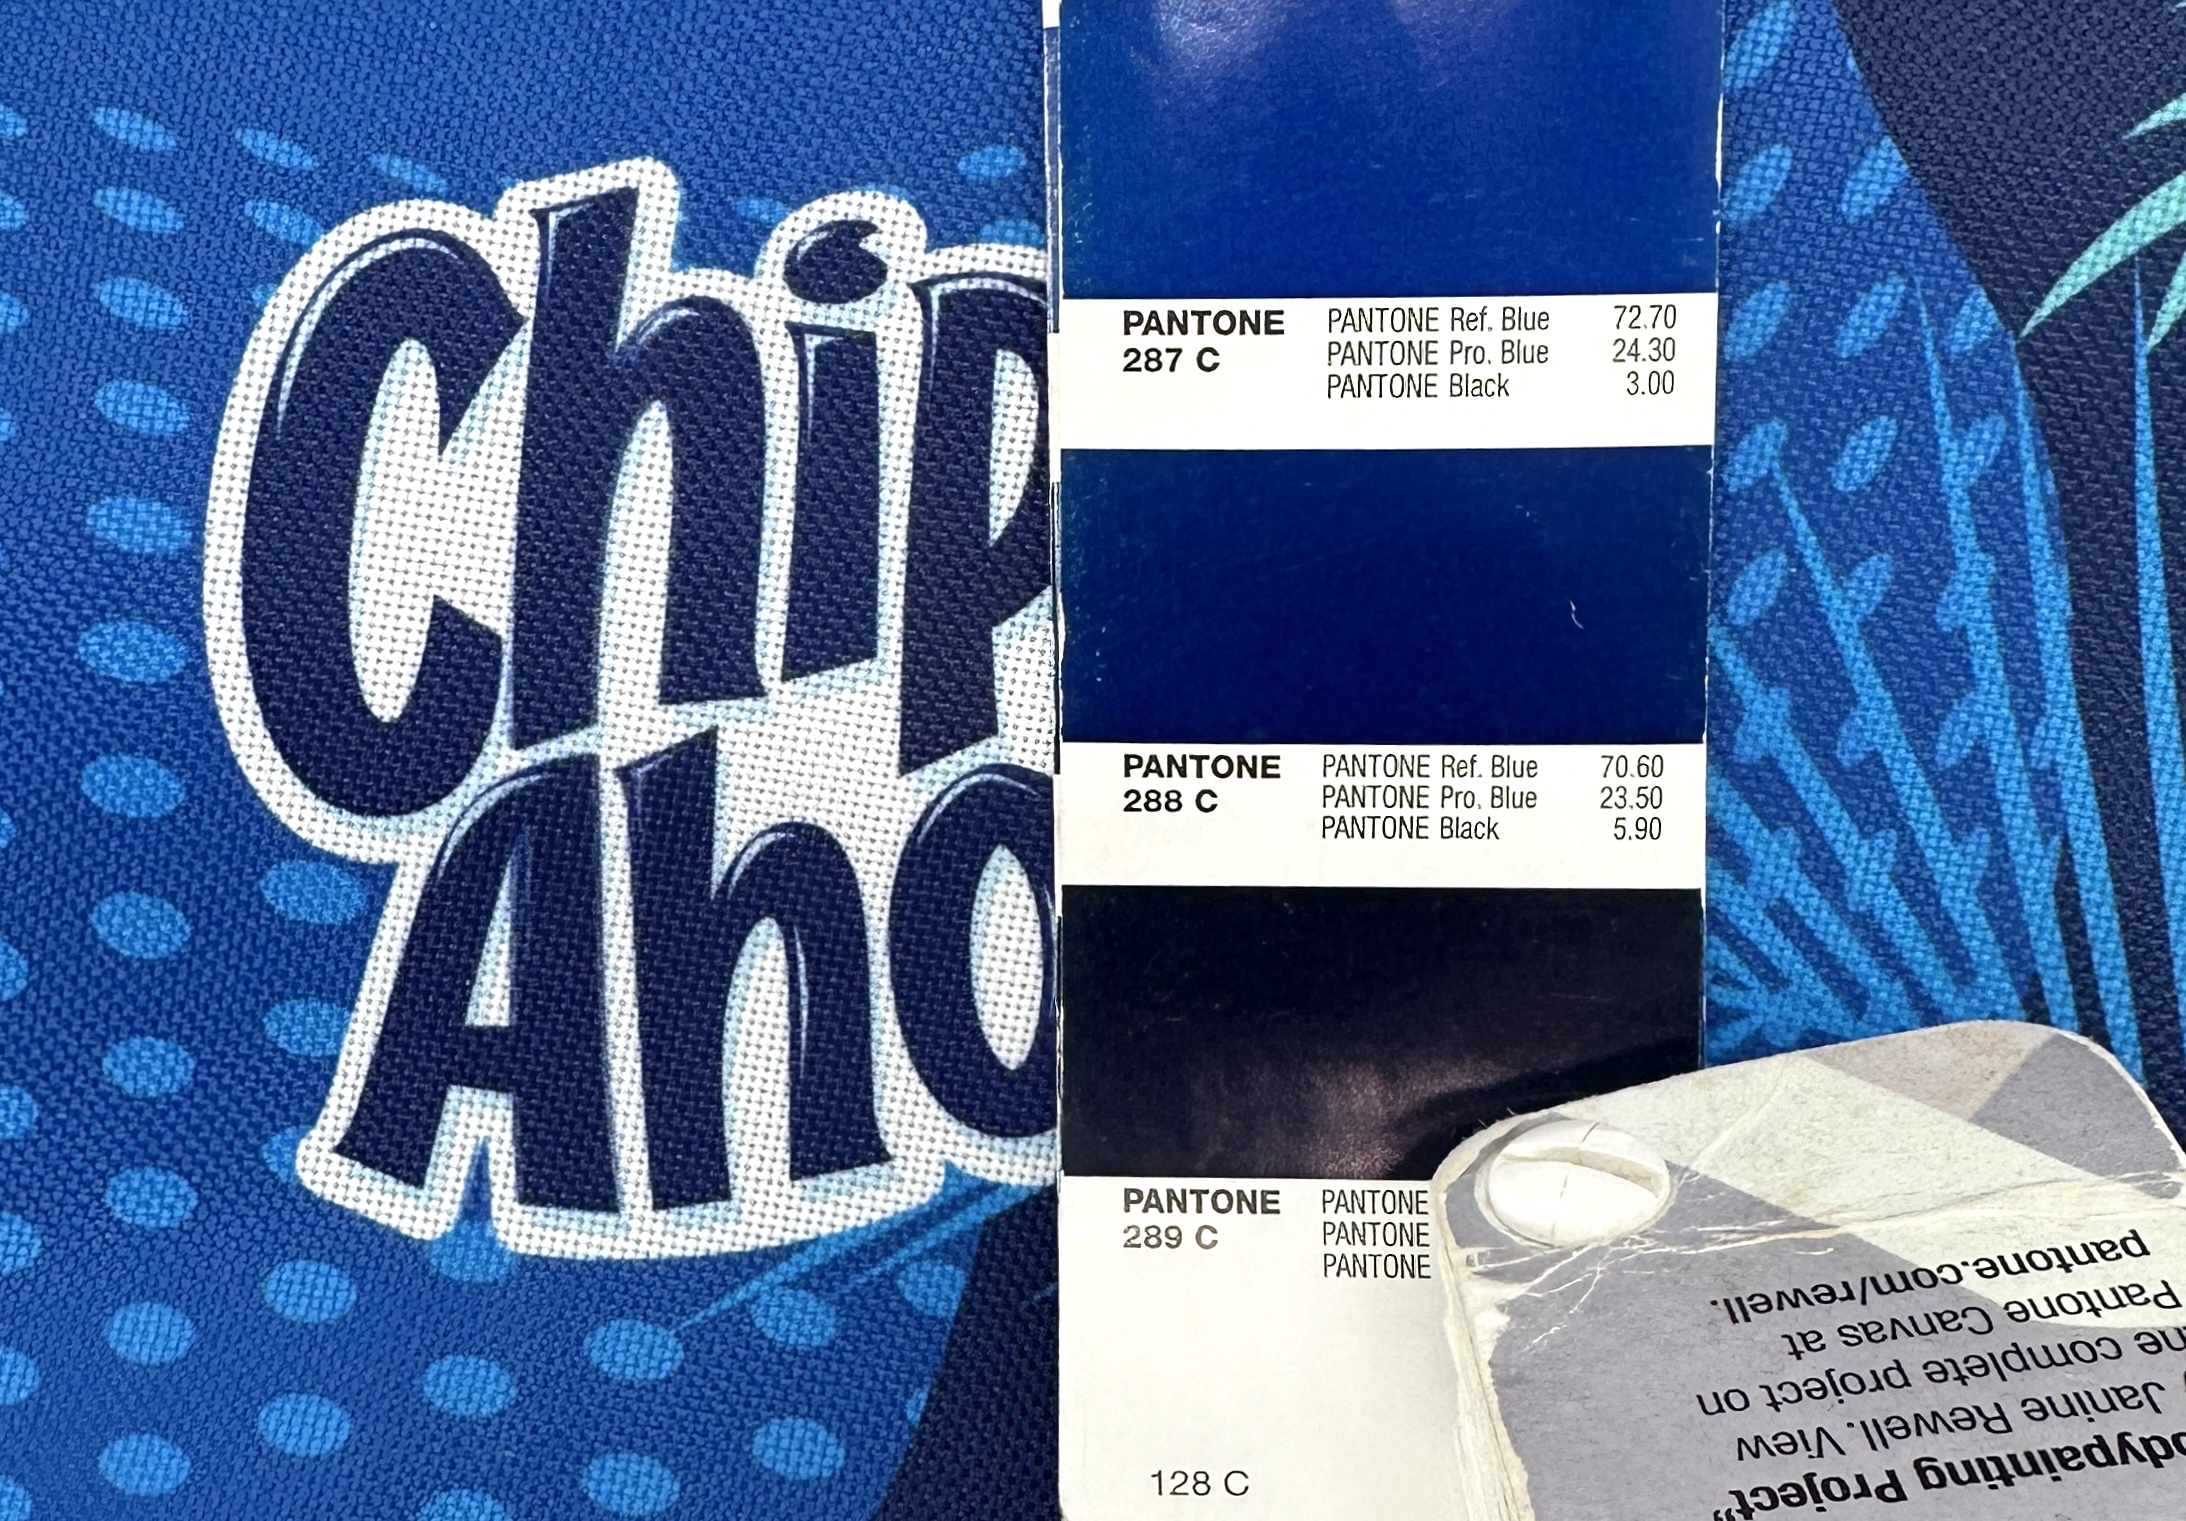 Chip
Aho
PANTONE
287 C
PANTONE Ref. Blue 72.70
PANTONE Pro. Blue 24.30
PANTONE Black 3.00
PANTONE
288 C
PANTONE Ref. Blue 70.60
PANTONE Pro. Blue 23.50
PANTONE Black 5.90
PANTONE
289 C
PANTONE
PANTONE
PANTONE
128 C
odypainting Project”
Janine Rewell. View
ne complete project on
Pantone Canvas at
pantone.com/rewell.